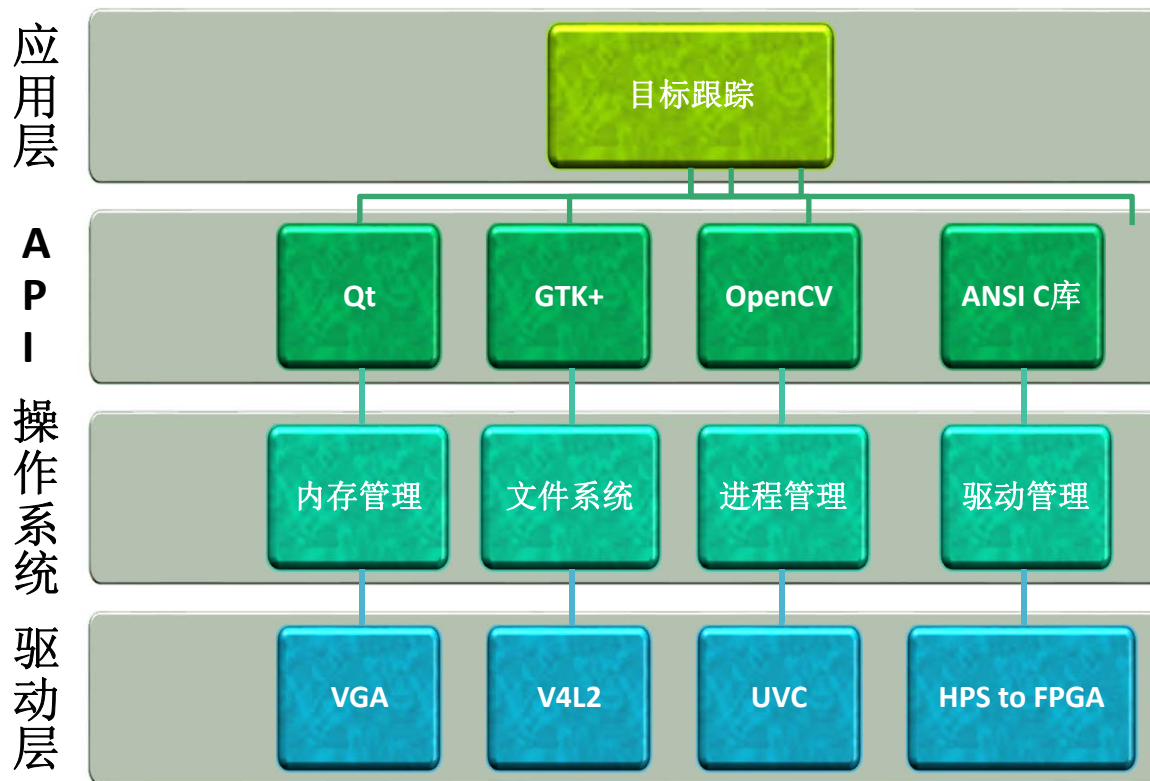 应用层
目标跟踪
API
Qt
GTK+
OpenCV
ANSI C库
操作系统
内存管理
文件系统
进程管理
驱动管理
驱动层
VGA
V4L2
UVC
HPS to FPGA